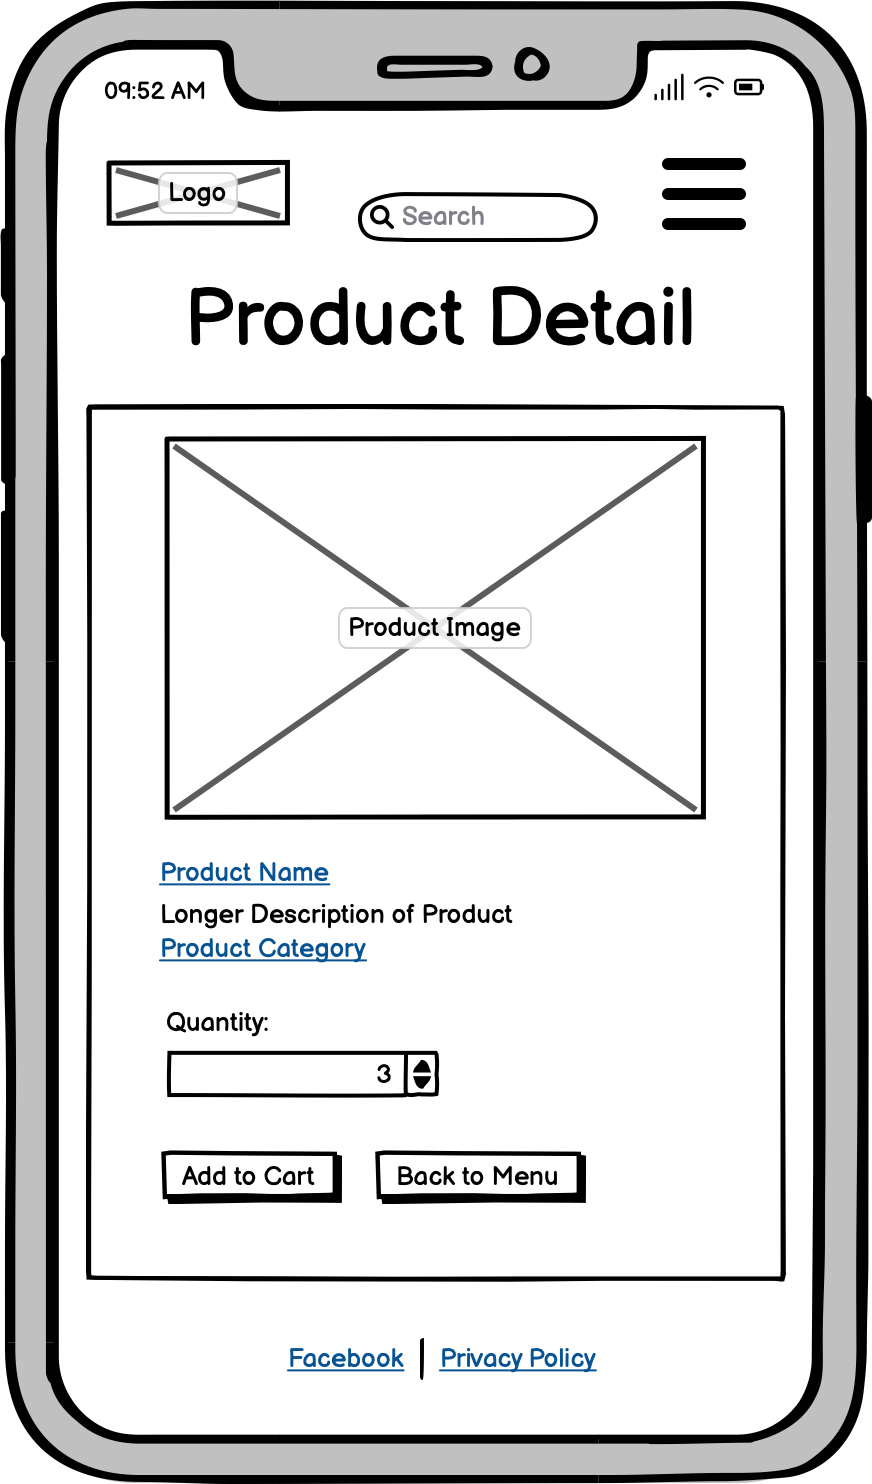 09:52 AM
Logo
Search
Product Detail
Product Image
Product Name
Longer Description of Product
Product Category
Quantity:
3
Add to Cart
Back to Menu
Facebook
Privacy Policy